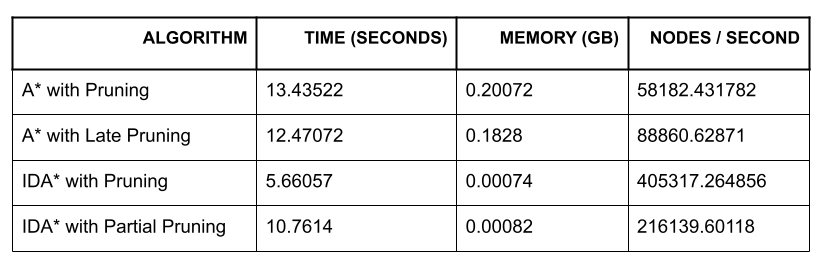 ALGORITHM TIME (SECONDS) MEMORY (GB) NODES / SECOND
A* with Pruning 13.43522 0.20072 58182.431782
A* with Late Pruning 12.47072 0.1828 88860.62871
IDA* with Pruning 5.66057 0.00074 405317.264856
IDA* with Partial Pruning 10.7614 0.00082 216139.60118